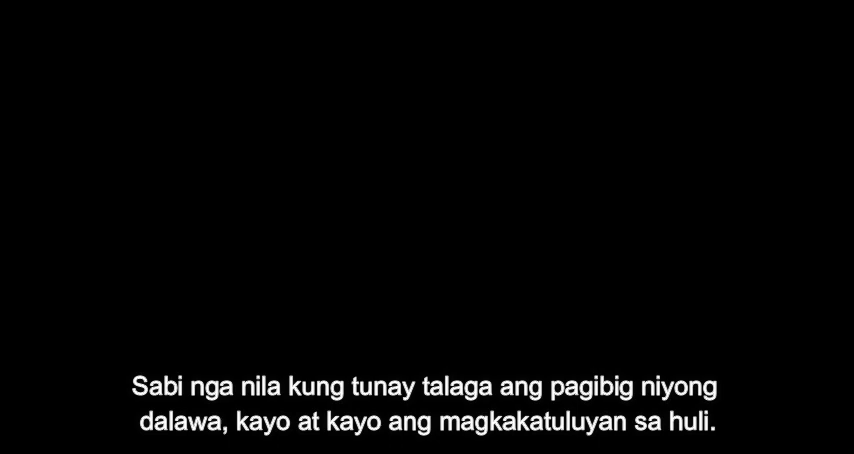 Sabi nga nila kung tunay talaga ang pagibig niyong
dalawa, kayo at kayo ang magkakatuluyan sa huli.